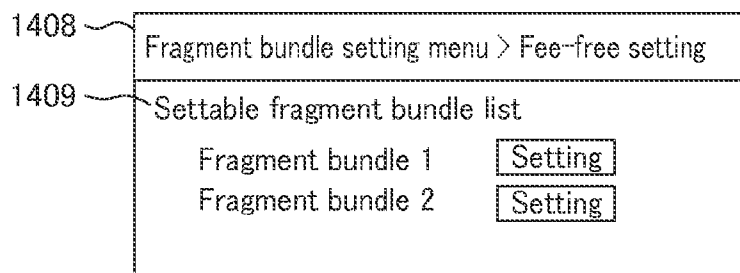 1408
Fragment bundle setting menu > Fee-free setting
1409
Settable fragment bundle list
Fragment bundle 1 Setting
Fragment bundle 2 Setting